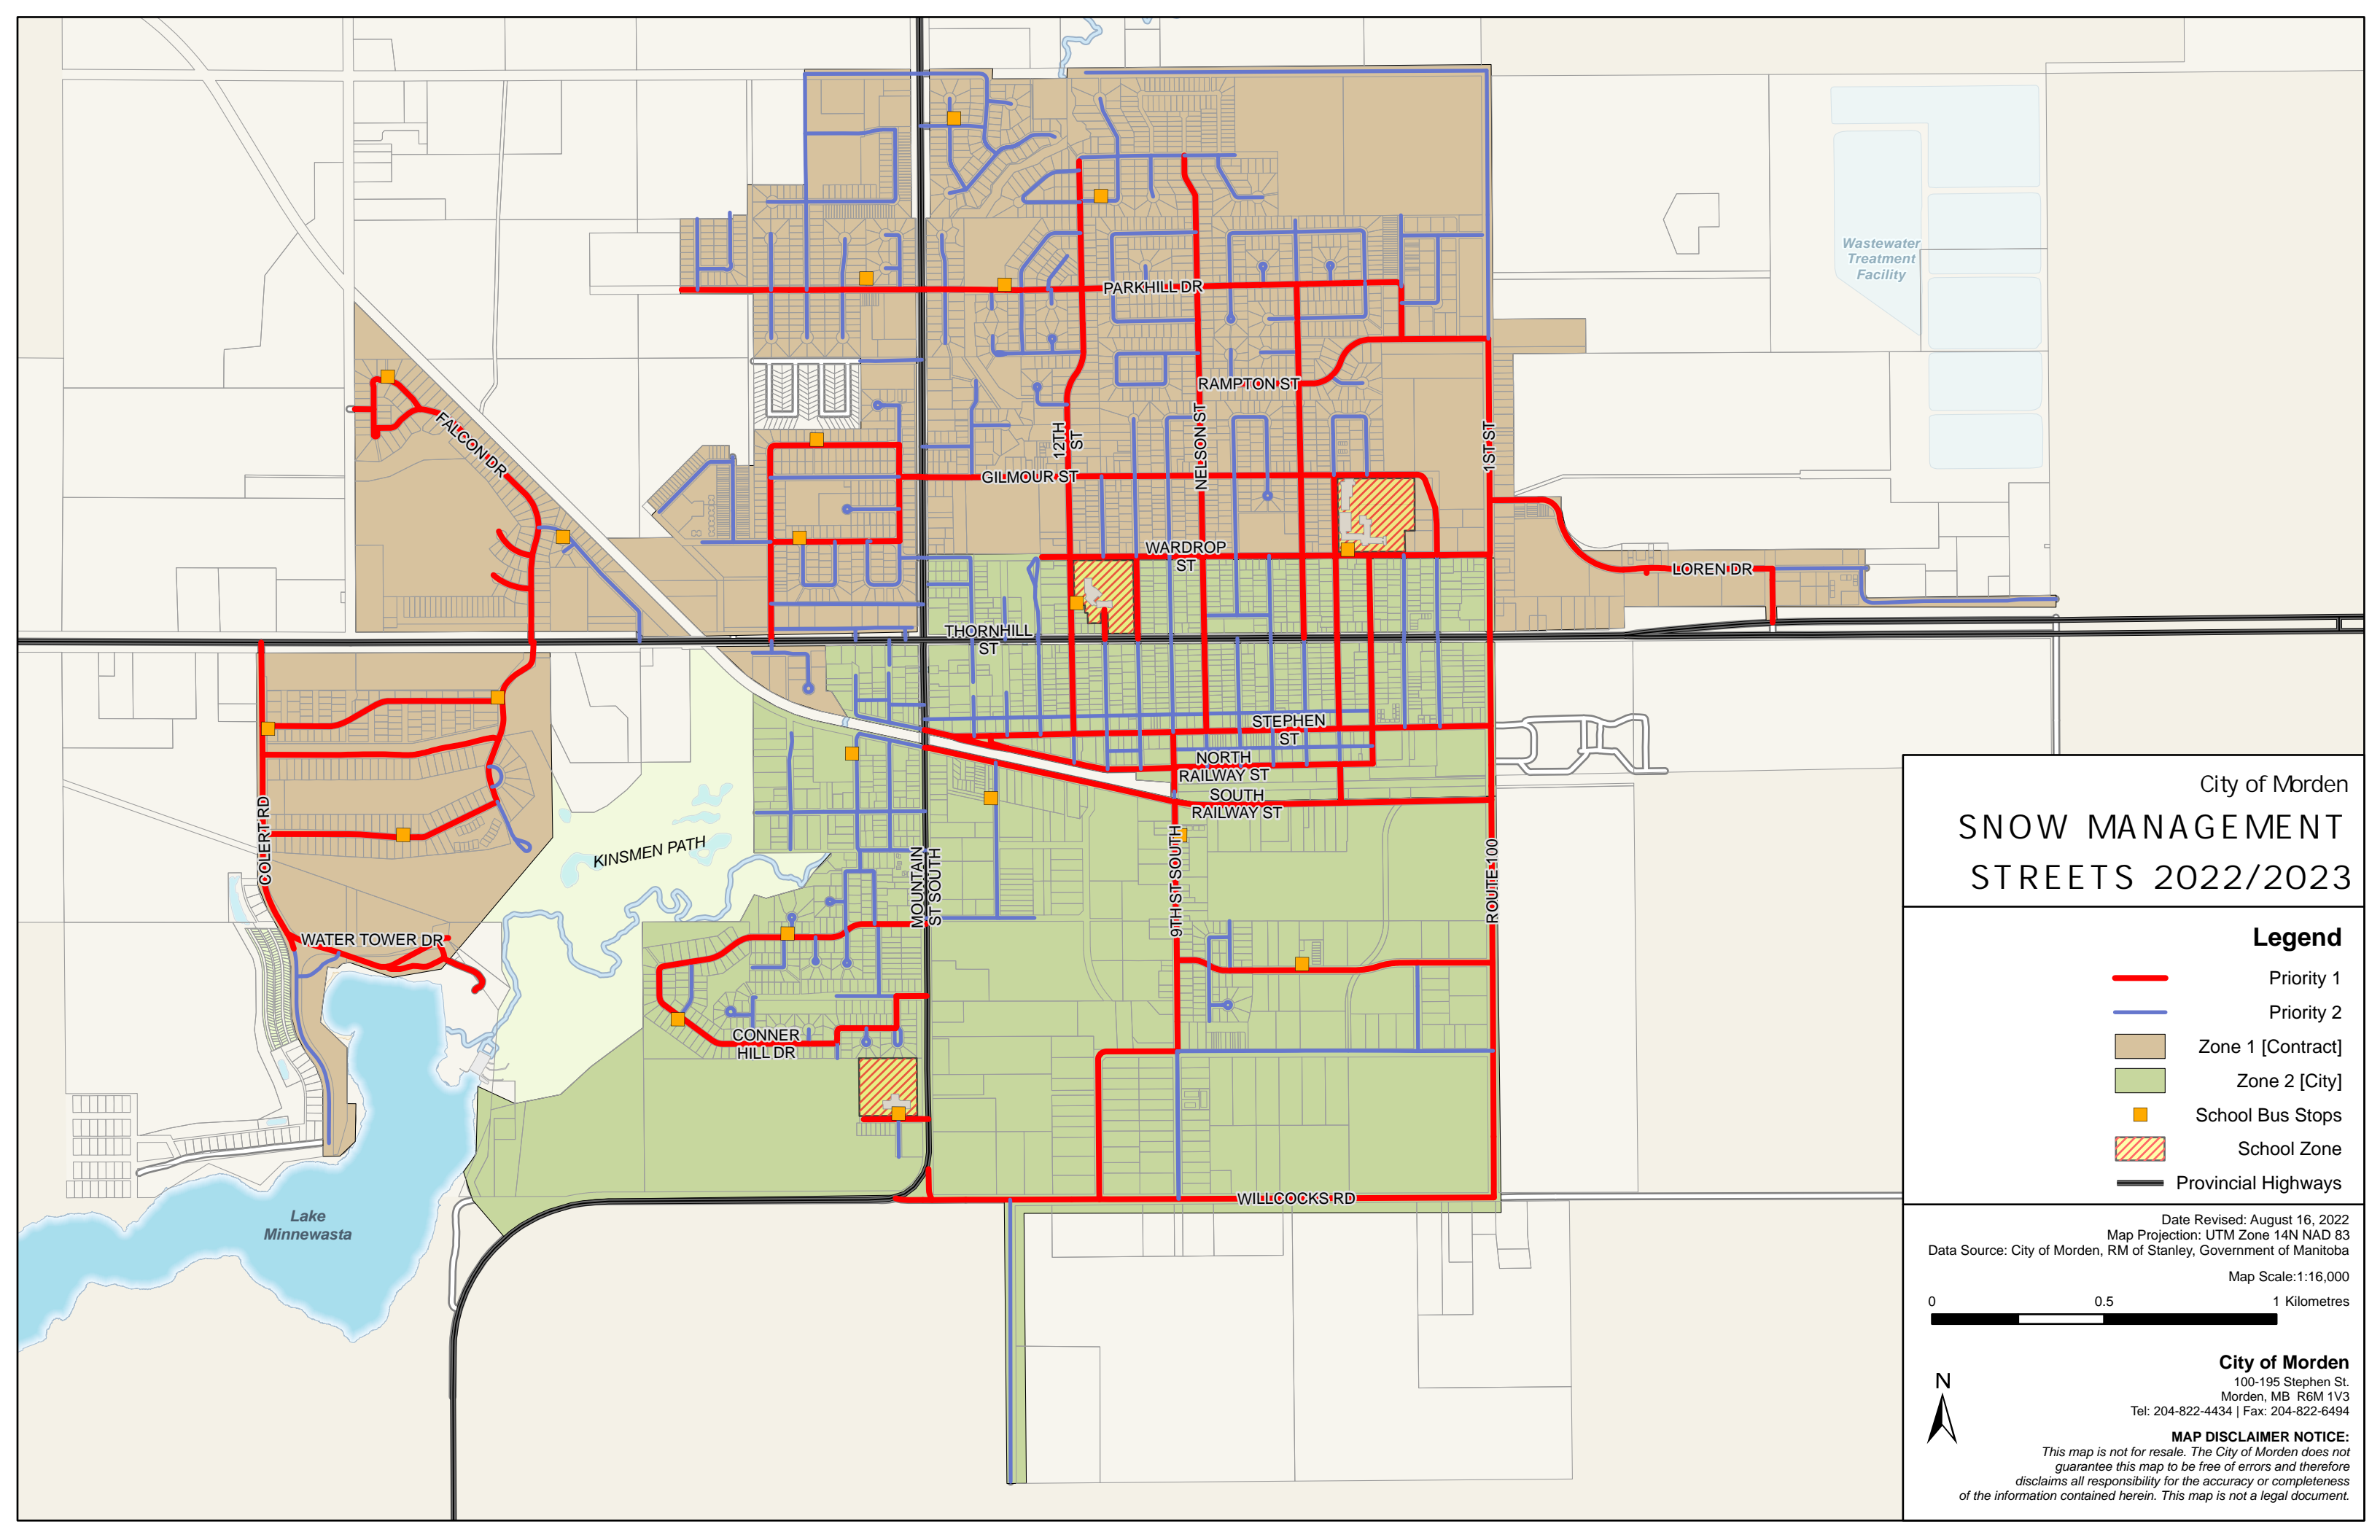 Wastewater
Treatment
Facility
PARKHILL DR
RAMPTON ST
FALCON DR
12TH
ST
NELSON ST
1ST ST
GILMOUR ST
WARDROP
ST
LOREN DR
THORNHILL
ST
STEPHEN
ST
NORTH
RAILWAY ST
SOUTH
RAILWAY ST
COLERT RD
KINSMEN PATH
MOUNTAIN
ST SOUTH
9TH ST SOUTH
ROUTE 100
WATER TOWER DR
CONNER
HILL DR
WILLCOCKS RD
Lake
Minnewasta
City of Morden
SNOW MANAGEMENT
STREETS 2022/2023
Legend
Priority 1
Priority 2
Zone 1 [Contract]
Zone 2 [City]
School Bus Stops
School Zone
Provincial Highways
Date Revised: August 16, 2022
Map Projection: UTM Zone 14N NAD 83
Data Source: City of Morden, RM of Stanley, Government of Manitoba
Map Scale:1:16,000
0 0.5 1 Kilometres
N
City of Morden
100-195 Stephen St.
Morden, MB R6M 1V3
Tel: 204-822-4434 | Fax: 204-822-6494
MAP DISCLAIMER NOTICE:
This map is not for resale. The City of Morden does not
guarantee this map to be free of errors and therefore
disclaims all responsibility for the accuracy or completeness
of the information contained herein. This map is not a legal document.